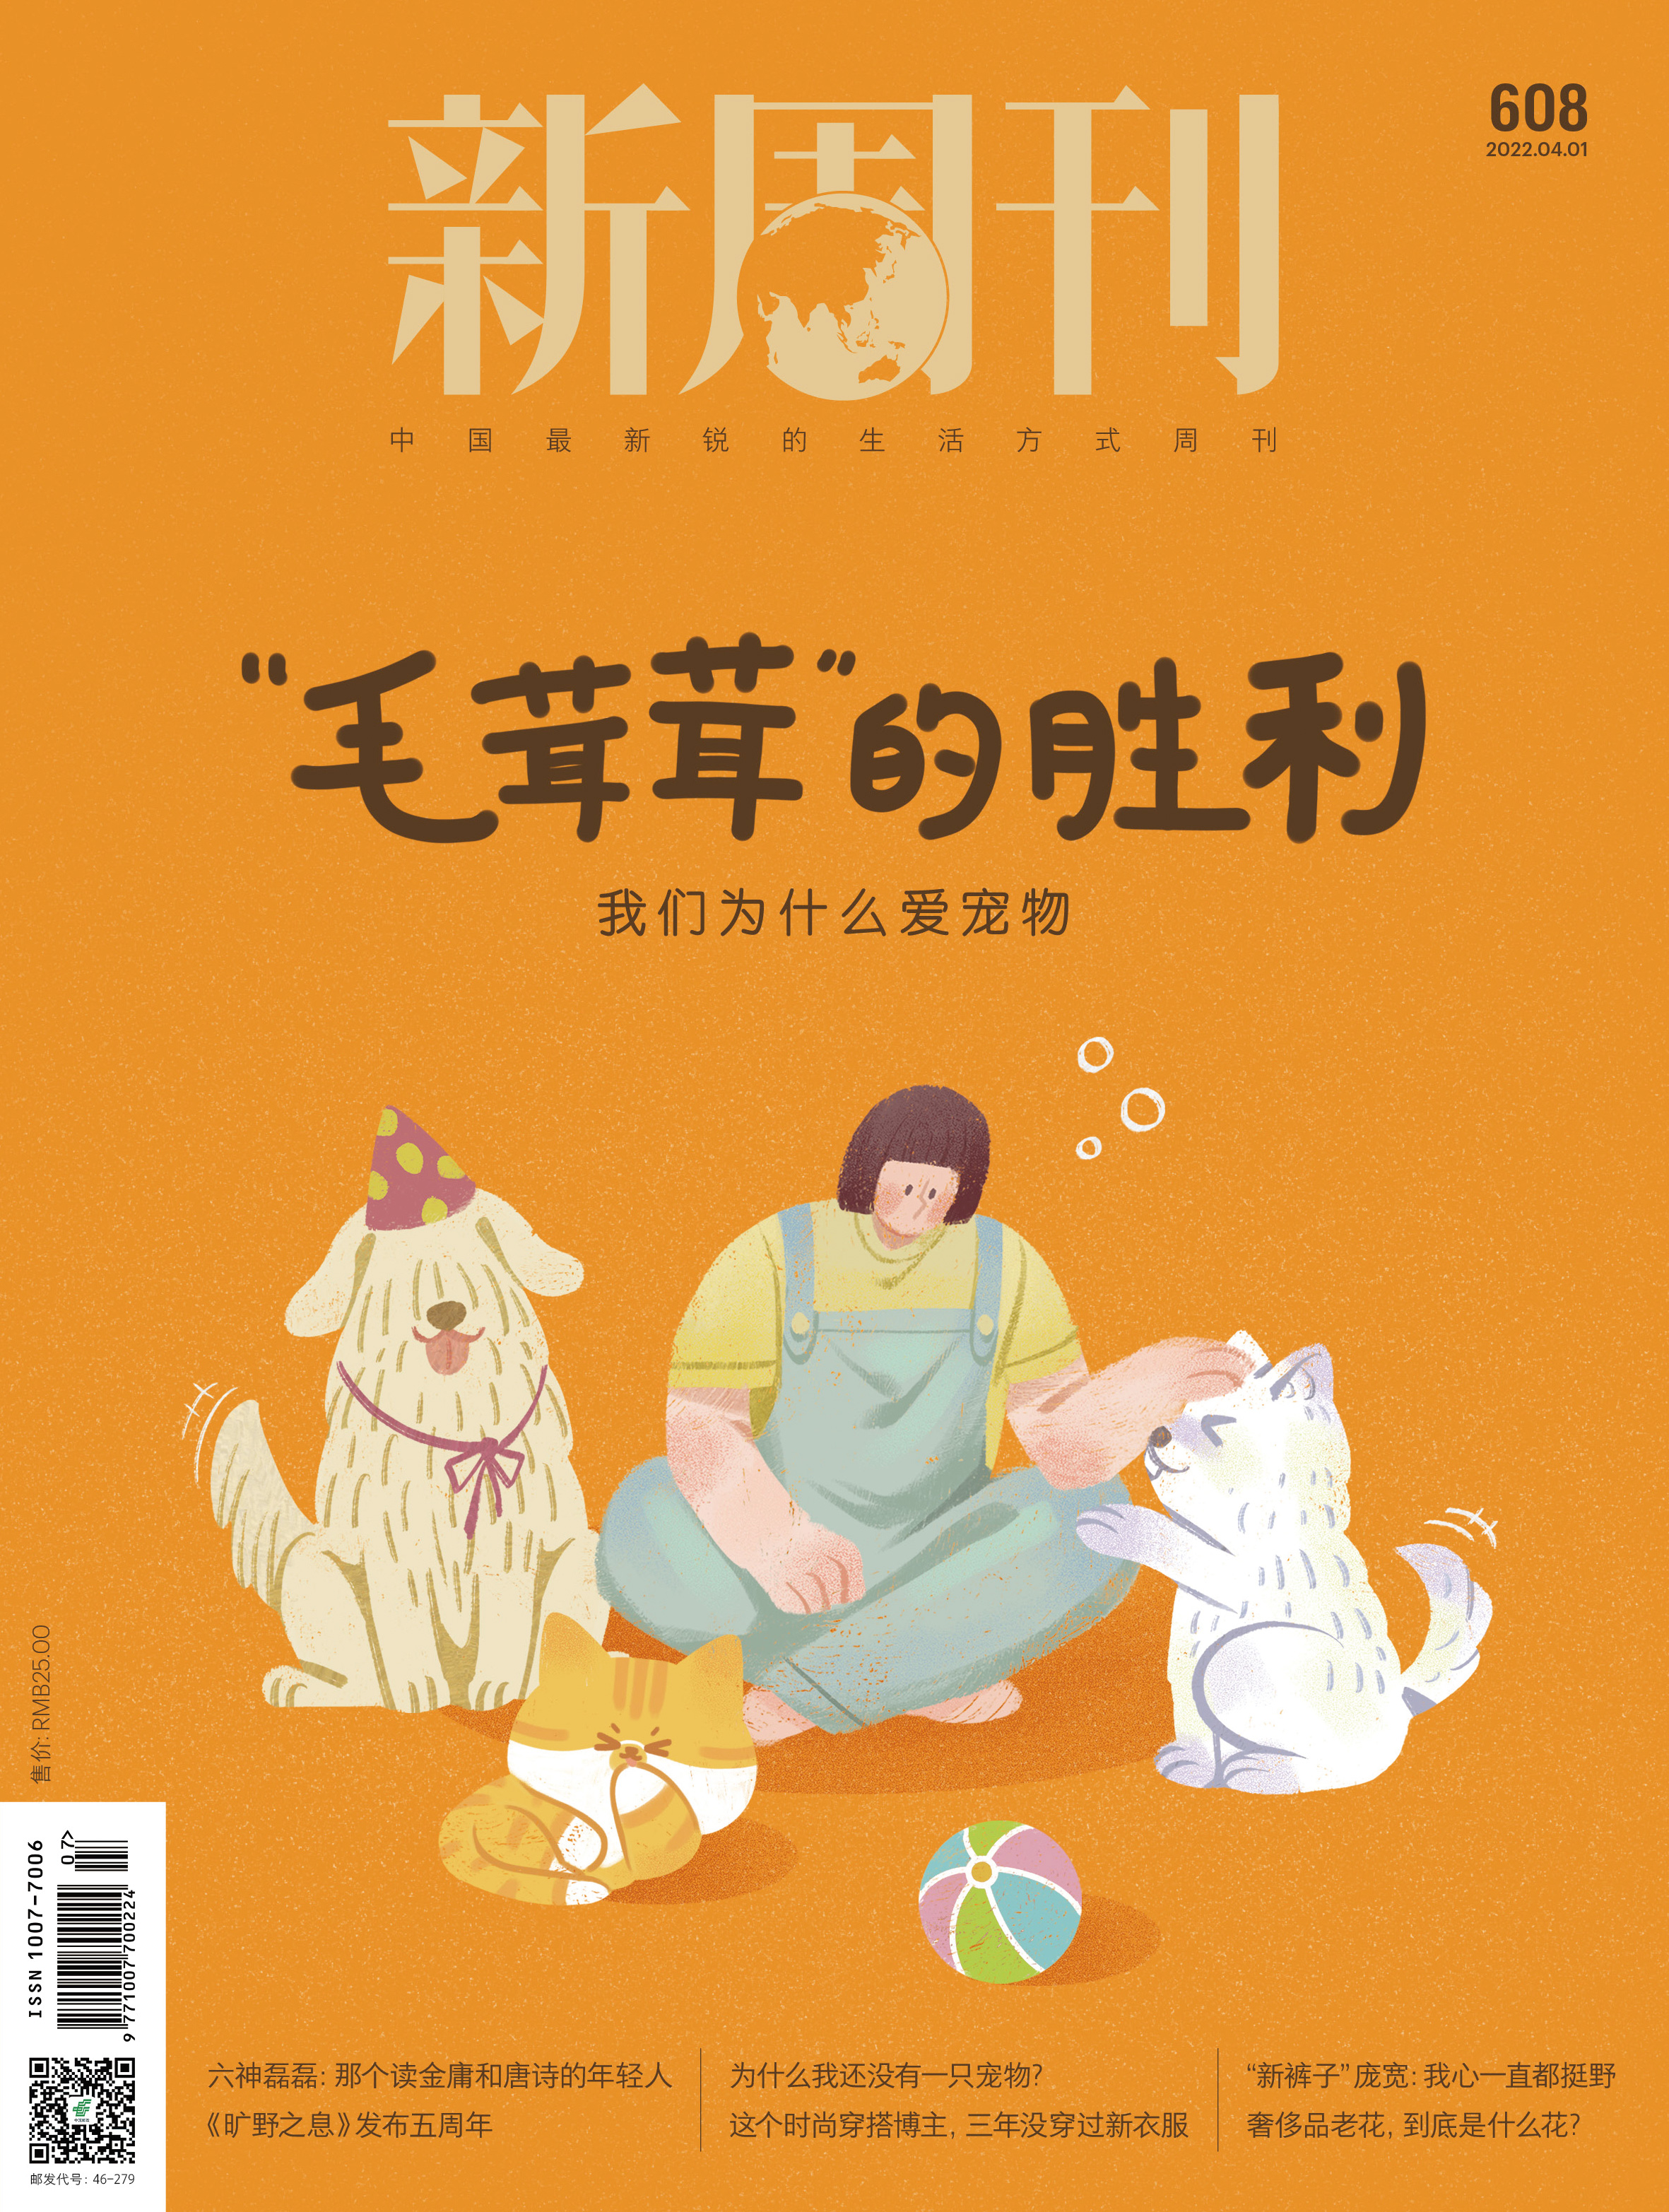 新周刊
608
2022.04.01
中国最新锐的生活方式周刊
“毛茸茸”的胜利
我们为什么爱宠物
售价: RMB25.00
ISSN 1007-7006
07>
9 771007 700224
邮发代号: 46-279
六神磊磊: 那个读金庸和唐诗的年轻人
《旷野之息》发布五周年
为什么我还没有一只宠物?
这个时尚穿搭博主, 三年没穿过新衣服
“新裤子”庞宽: 我心一直都挺野
奢侈品老花, 到底是什么花?